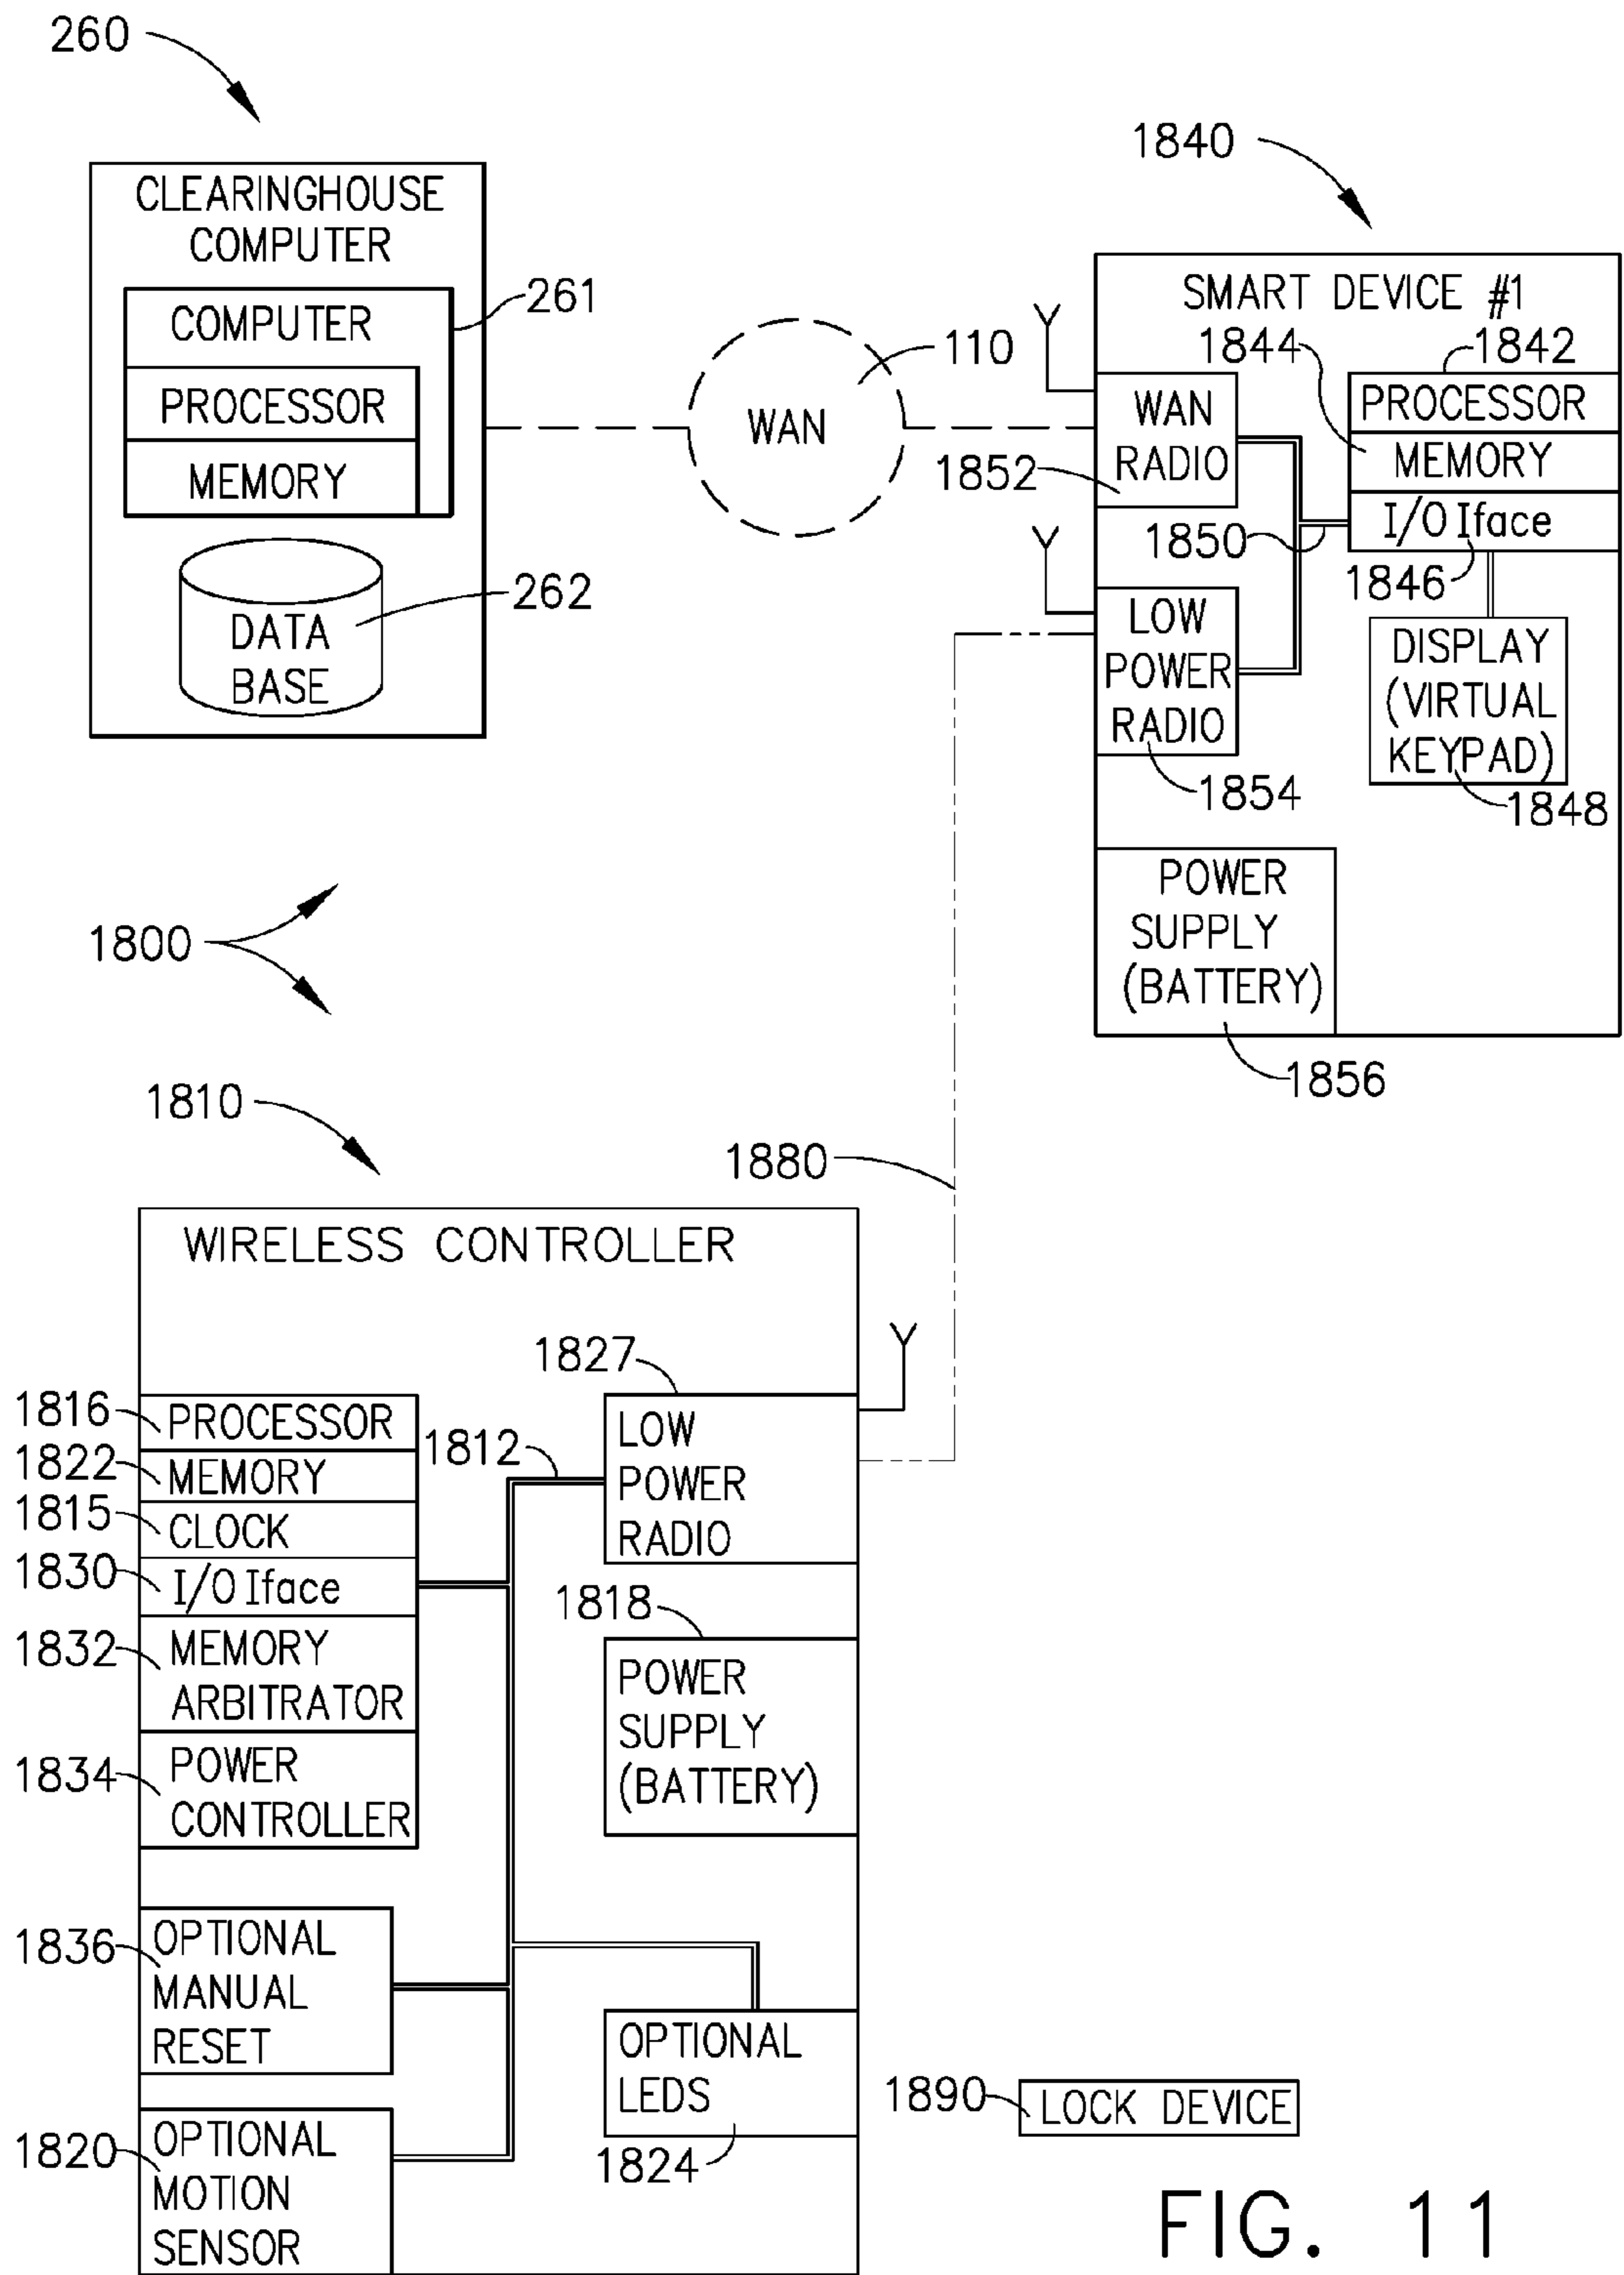 260
CLEARINGHOUSE
COMPUTER
COMPUTER
261
PROCESSOR
MEMORY
DATA
BASE
262
WAN
110
1840
SMART DEVICE #1
1844
1842
WAN
RADIO
1852
PROCESSOR
MEMORY
I/O Iface
1850
1846
LOW
POWER
RADIO
1854
DISPLAY
(VIRTUAL
KEYPAD)
1848
POWER
SUPPLY
(BATTERY)
1856
1800
1810
1880
WIRELESS CONTROLLER
1816
PROCESSOR
1822
MEMORY
1815
CLOCK
1830
I/O Iface
1832
MEMORY
ARBITRATOR
1834
POWER
CONTROLLER
1812
1827
LOW
POWER
RADIO
1818
POWER
SUPPLY
(BATTERY)
1836
OPTIONAL
MANUAL
RESET
1820
OPTIONAL
MOTION
SENSOR
OPTIONAL
LEDS
1824
1890
LOCK DEVICE
FIG. 11